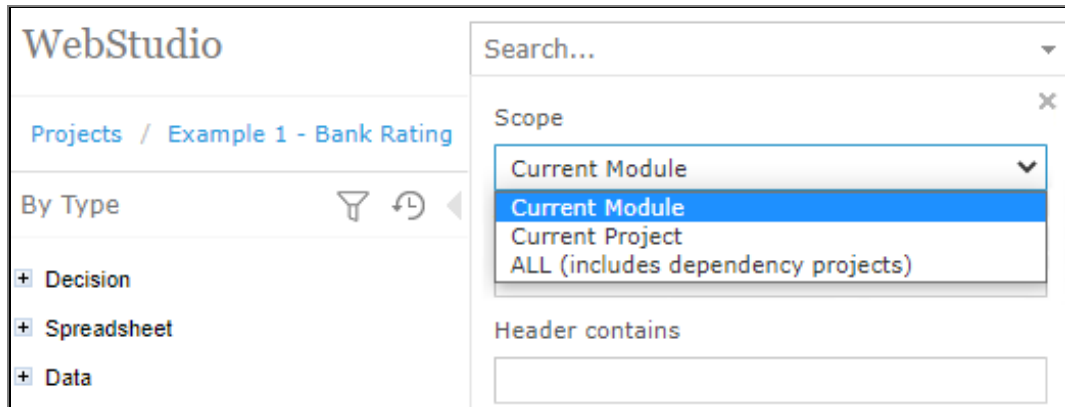 WebStudio
Search...
Projects / Example 1 - Bank Rating
Scope
Current Module
By Type
Current Module
Current Project
ALL (includes dependency projects)
Decision
Spreadsheet
Header contains
Data